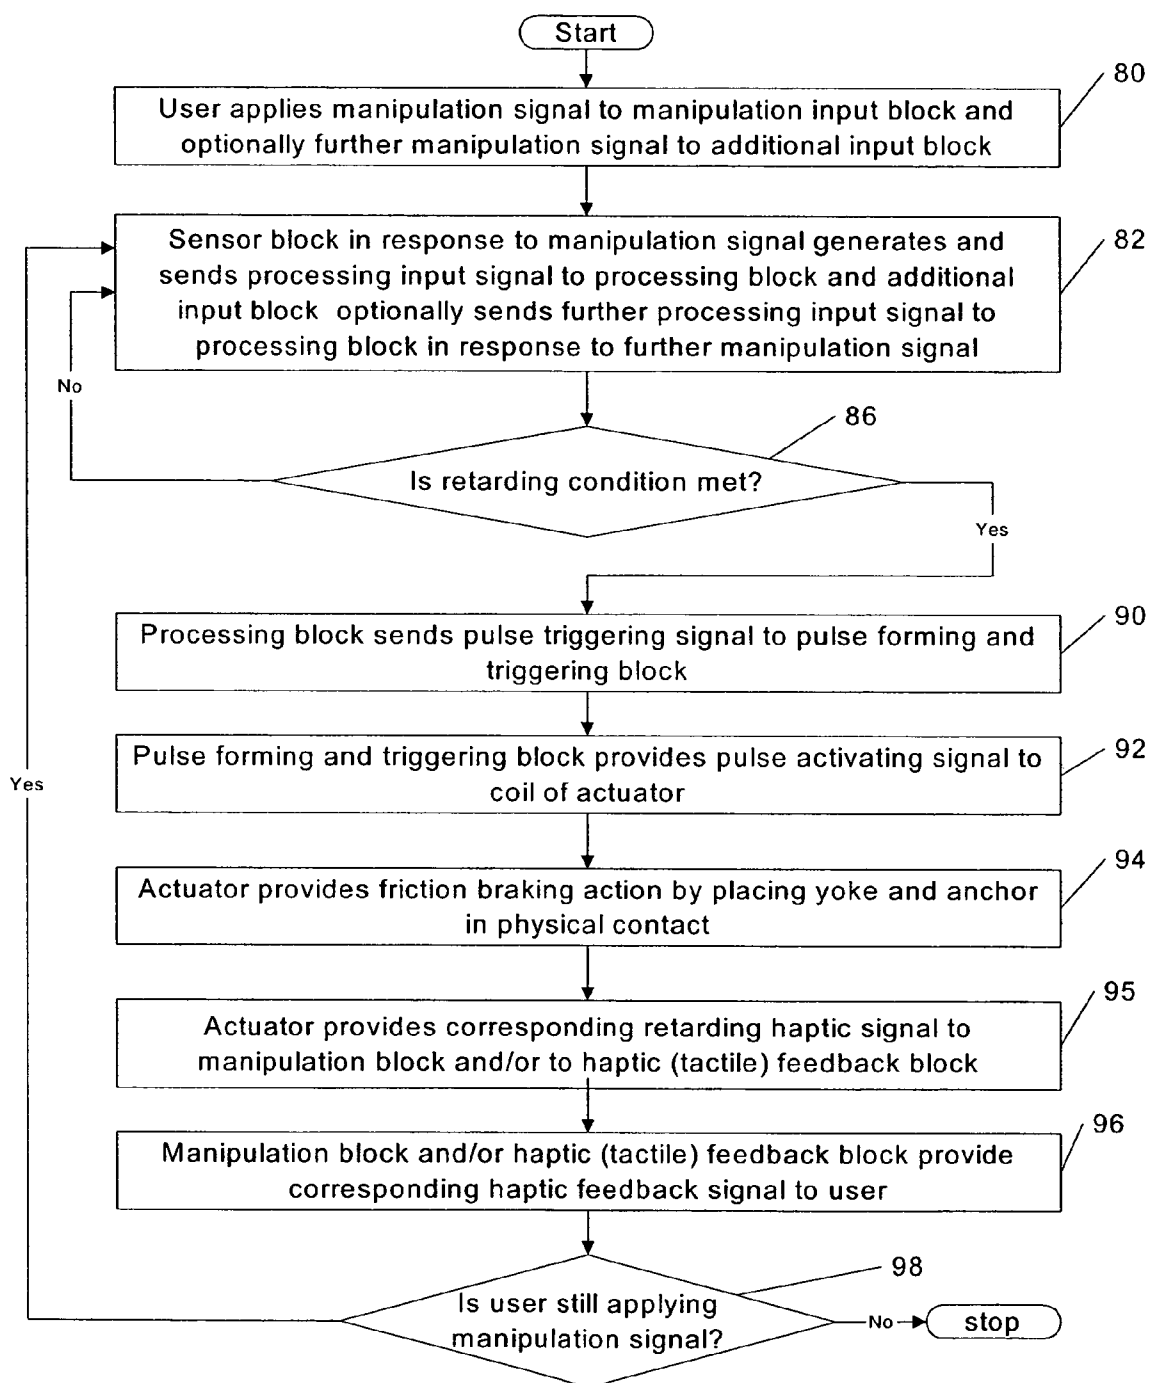 Start
80
User applies manipulation signal to manipulation input block and
optionally further manipulation signal to additional input block
82
Sensor block in response to manipulation signal generates and
sends processing input signal to processing block and additional
input block optionally sends further processing input signal to
processing block in response to further manipulation signal
No
86
Is retarding condition met?
Yes
90
Processing block sends pulse triggering signal to pulse forming and
triggering block
92
Pulse forming and triggering block provides pulse activating signal to
coil of actuator
Yes
94
Actuator provides friction braking action by placing yoke and anchor
in physical contact
95
Actuator provides corresponding retarding haptic signal to
manipulation block and/or to haptic (tactile) feedback block
96
Manipulation block and/or haptic (tactile) feedback block provide
corresponding haptic feedback signal to user
98
Is user still applying
manipulation signal?
No
stop